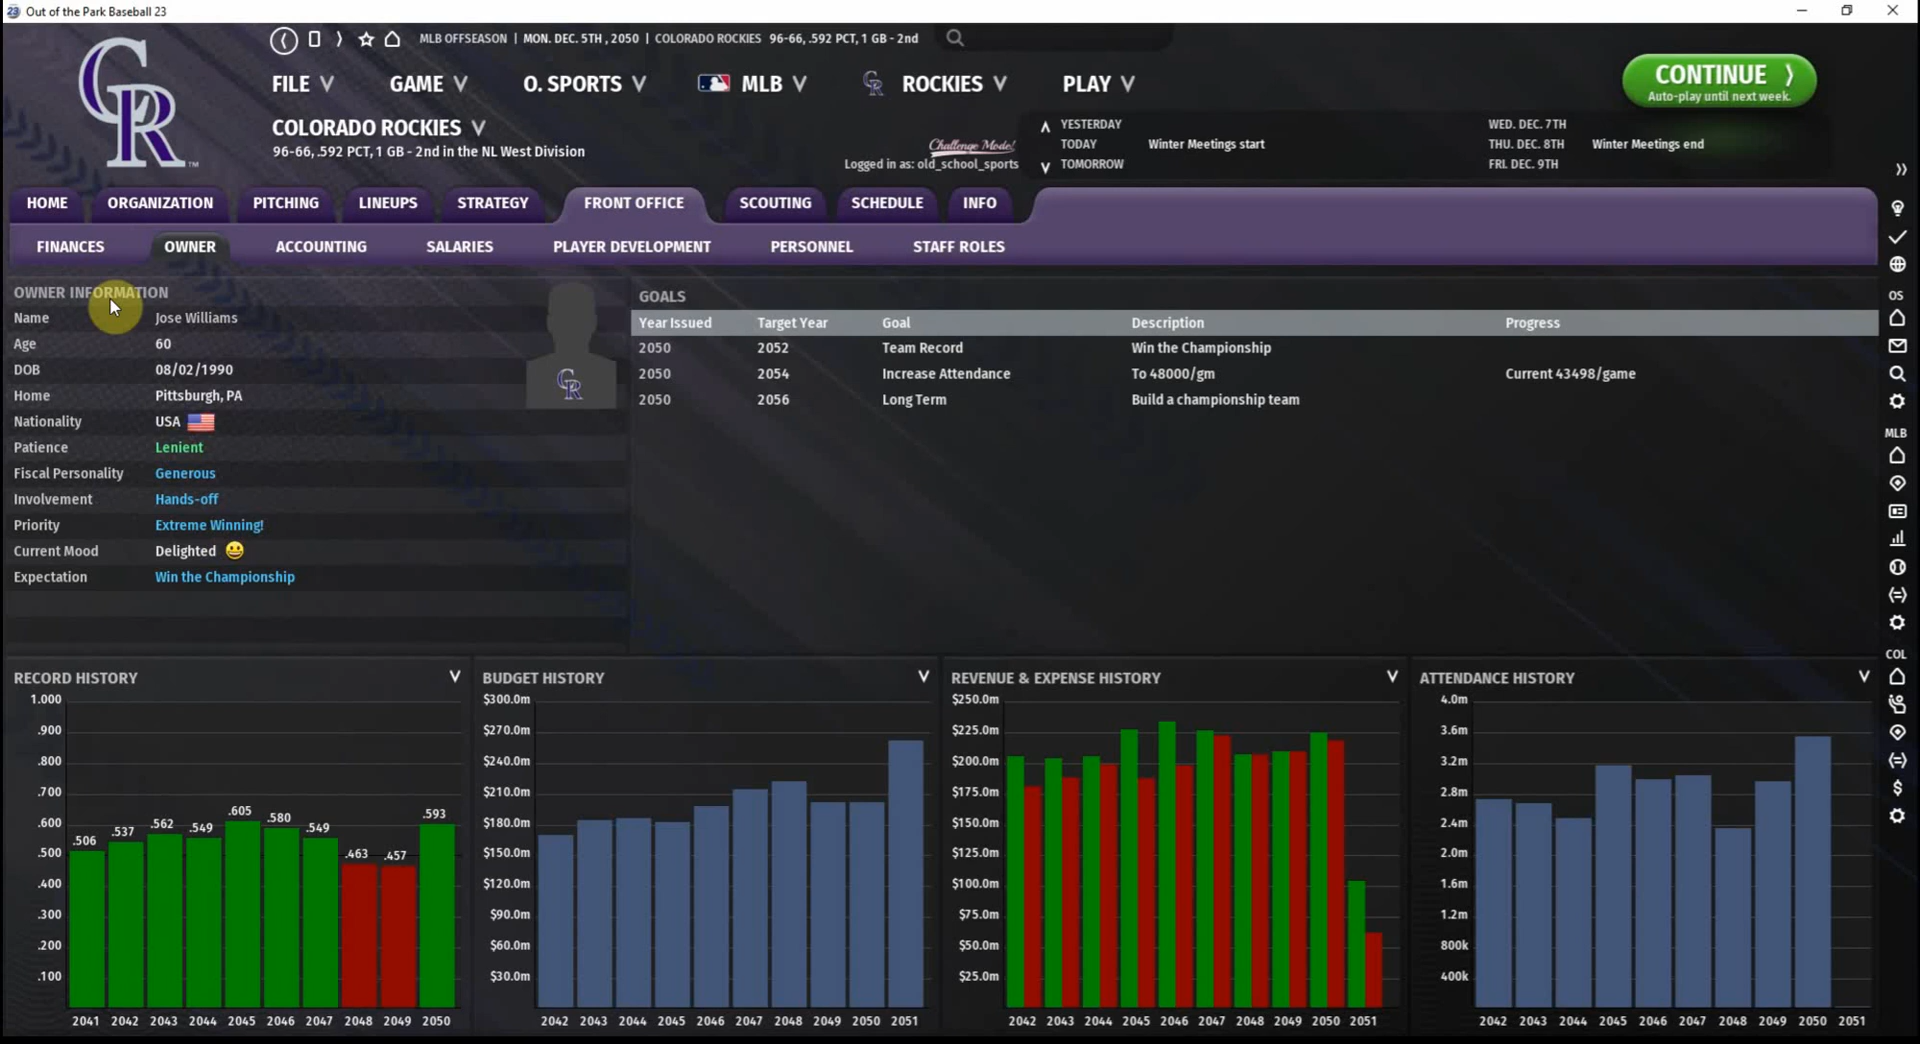 Out of the Park Baseball 23
MLB OFFSEASON | MON. DEC. 5TH, 2050 | COLORADO ROCKIES 96-66, .592 PCT, 1 GB - 2nd
FILE GAME O. SPORTS MLB ROCKIES PLAY
CONTINUE
Auto-play until next week.
COLORADO ROCKIES
96-66, .592 PCT, 1 GB - 2nd in the NL West Division
Challenge Mode!
Logged in as: old_school_sports
YESTERDAY
TODAY Winter Meetings start
TOMORROW
WED. DEC. 7TH
THU. DEC. 8TH Winter Meetings end
FRI. DEC. 9TH
HOME ORGANIZATION PITCHING LINEUPS STRATEGY FRONT OFFICE SCOUTING SCHEDULE INFO
FINANCES OWNER ACCOUNTING SALARIES PLAYER DEVELOPMENT PERSONNEL STAFF ROLES
OWNER INFORMATION
Name Jose Williams
Age 60
DOB 08/02/1990
Home Pittsburgh, PA
Nationality USA
Patience Lenient
Fiscal Personality Generous
Involvement Hands-off
Priority Extreme Winning!
Current Mood Delighted
Expectation Win the Championship
GOALS
Year Issued Target Year Goal Description Progress
2050 2052 Team Record Win the Championship
2050 2054 Increase Attendance To 48000/gm Current 43498/game
2050 2056 Long Term Build a championship team
OS
MLB
COL
RECORD HISTORY
1.000
.900
.800
.700
.600
.500
.400
.300
.200
.100
.506 .537 .562 .549 .605 .580 .549 .463 .457 .593
2041 2042 2043 2044 2045 2046 2047 2048 2049 2050
BUDGET HISTORY
$300.0m
$270.0m
$240.0m
$210.0m
$180.0m
$150.0m
$120.0m
$90.0m
$60.0m
$30.0m
2042 2043 2044 2045 2046 2047 2048 2049 2050 2051
REVENUE & EXPENSE HISTORY
$250.0m
$225.0m
$200.0m
$175.0m
$150.0m
$125.0m
$100.0m
$75.0m
$50.0m
$25.0m
2042 2043 2044 2045 2046 2047 2048 2049 2050 2051
ATTENDANCE HISTORY
4.0m
3.6m
3.2m
2.8m
2.4m
2.0m
1.6m
1.2m
800k
400k
2042 2043 2044 2045 2046 2047 2048 2049 2050 2051